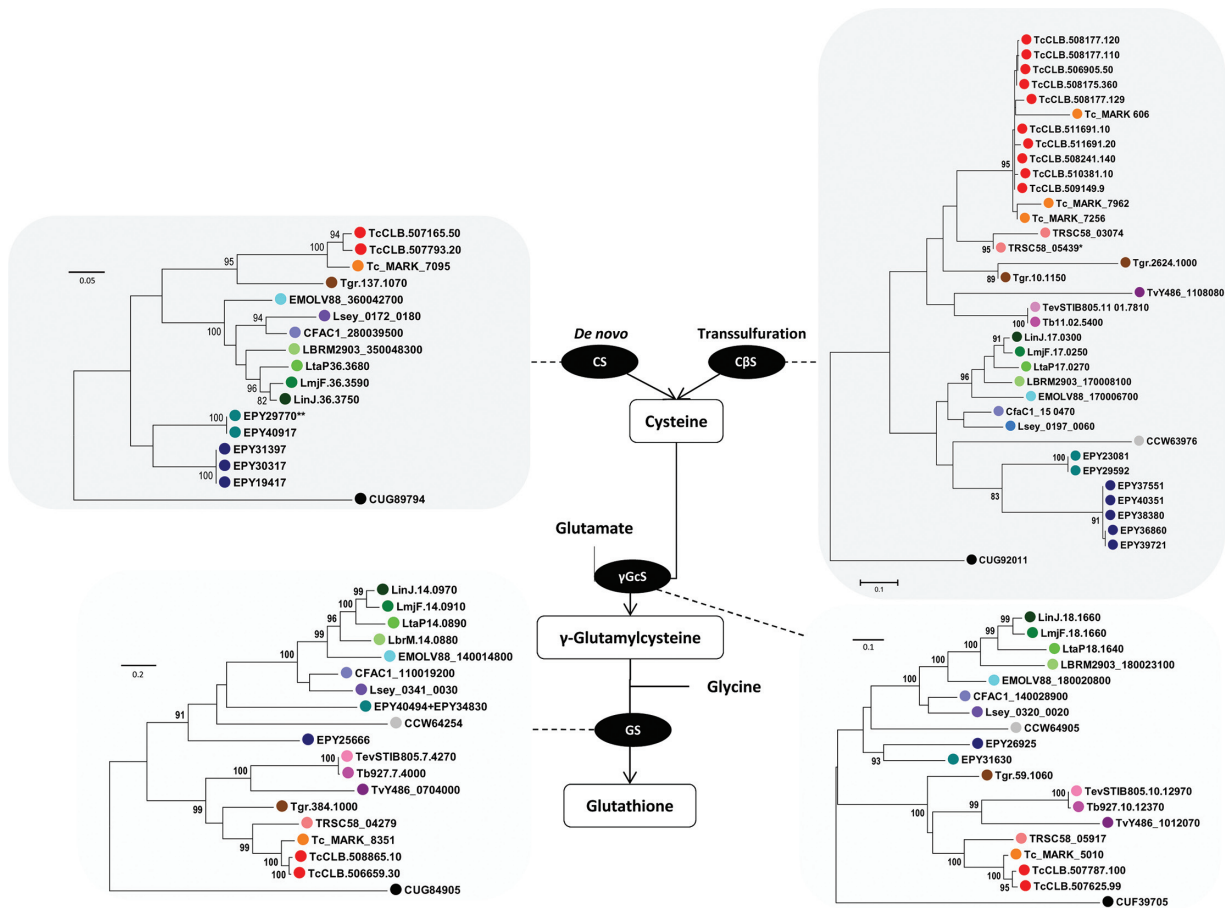 94
TcCLB.507165.50
100
TcCLB.507793.20
95
Tc_MARK_7095
0.05
Tgr.137.1070
EMOLV88_360042700
94
Lsey_0172_0180
100
CFAC1_280039500
LBRM2903_350048300
LtaP36.3680
96
LmjF.36.3590
82
LinJ.36.3750
100
EPY29770**
EPY40917
EPY31397
EPY30317
100
EPY19417
CUG89794
De novo
CS
Transsulfuration
CβS
Cysteine
Glutamate
γGcS
γ-Glutamylcysteine
Glycine
GS
Glutathione
TcCLB.508177.120
TcCLB.508177.110
TcCLB.506905.50
TcCLB.508175.360
TcCLB.508177.129
Tc_MARK 606
TcCLB.511691.10
TcCLB.511691.20
95
TcCLB.508241.140
TcCLB.510381.10
TcCLB.509149.9
Tc_MARK_7962
Tc_MARK_7256
TRSC58_03074
95
TRSC58_05439*
Tgr.2624.1000
89
Tgr.10.1150
TvY486_1108080
TevSTIB805.11 01.7810
100
Tb11.02.5400
91
LinJ.17.0300
LmjF.17.0250
LtaP17.0270
96
LBRM2903_170008100
EMOLV88_170006700
CfaC1_15 0470
Lsey_0197_0060
CCW63976
100
EPY23081
EPY29592
83
EPY37551
EPY40351
EPY38380
91
EPY36860
EPY39721
CUG92011
0.1
99
LinJ.14.0970
100
LmjF.14.0910
96
LtaP14.0890
99
LbrM.14.0880
100
EMOLV88_140014800
0.2
CFAC1_110019200
Lsey_0341_0030
EPY40494+EPY34830
91
CCW64254
EPY25666
100
TevSTIB805.7.4270
100
Tb927.7.4000
TvY486_0704000
99
Tgr.384.1000
TRSC58_04279
99
Tc_MARK_8351
TcCLB.508865.10
100
TcCLB.506659.30
CUG84905
0.1
99
LinJ.18.1660
99
LmjF.18.1660
100
LtaP18.1640
LBRM2903_180023100
100
EMOLV88_180020800
CFAC1_140028900
Lsey_0320_0020
CCW64905
EPY26925
93
EPY31630
Tgr.59.1060
TevSTIB805.10.12970
99
100
Tb927.10.12370
100
TvY486_1012070
TRSC58_05917
100
Tc_MARK_5010
100
TcCLB.507787.100
95
TcCLB.507625.99
CUF39705